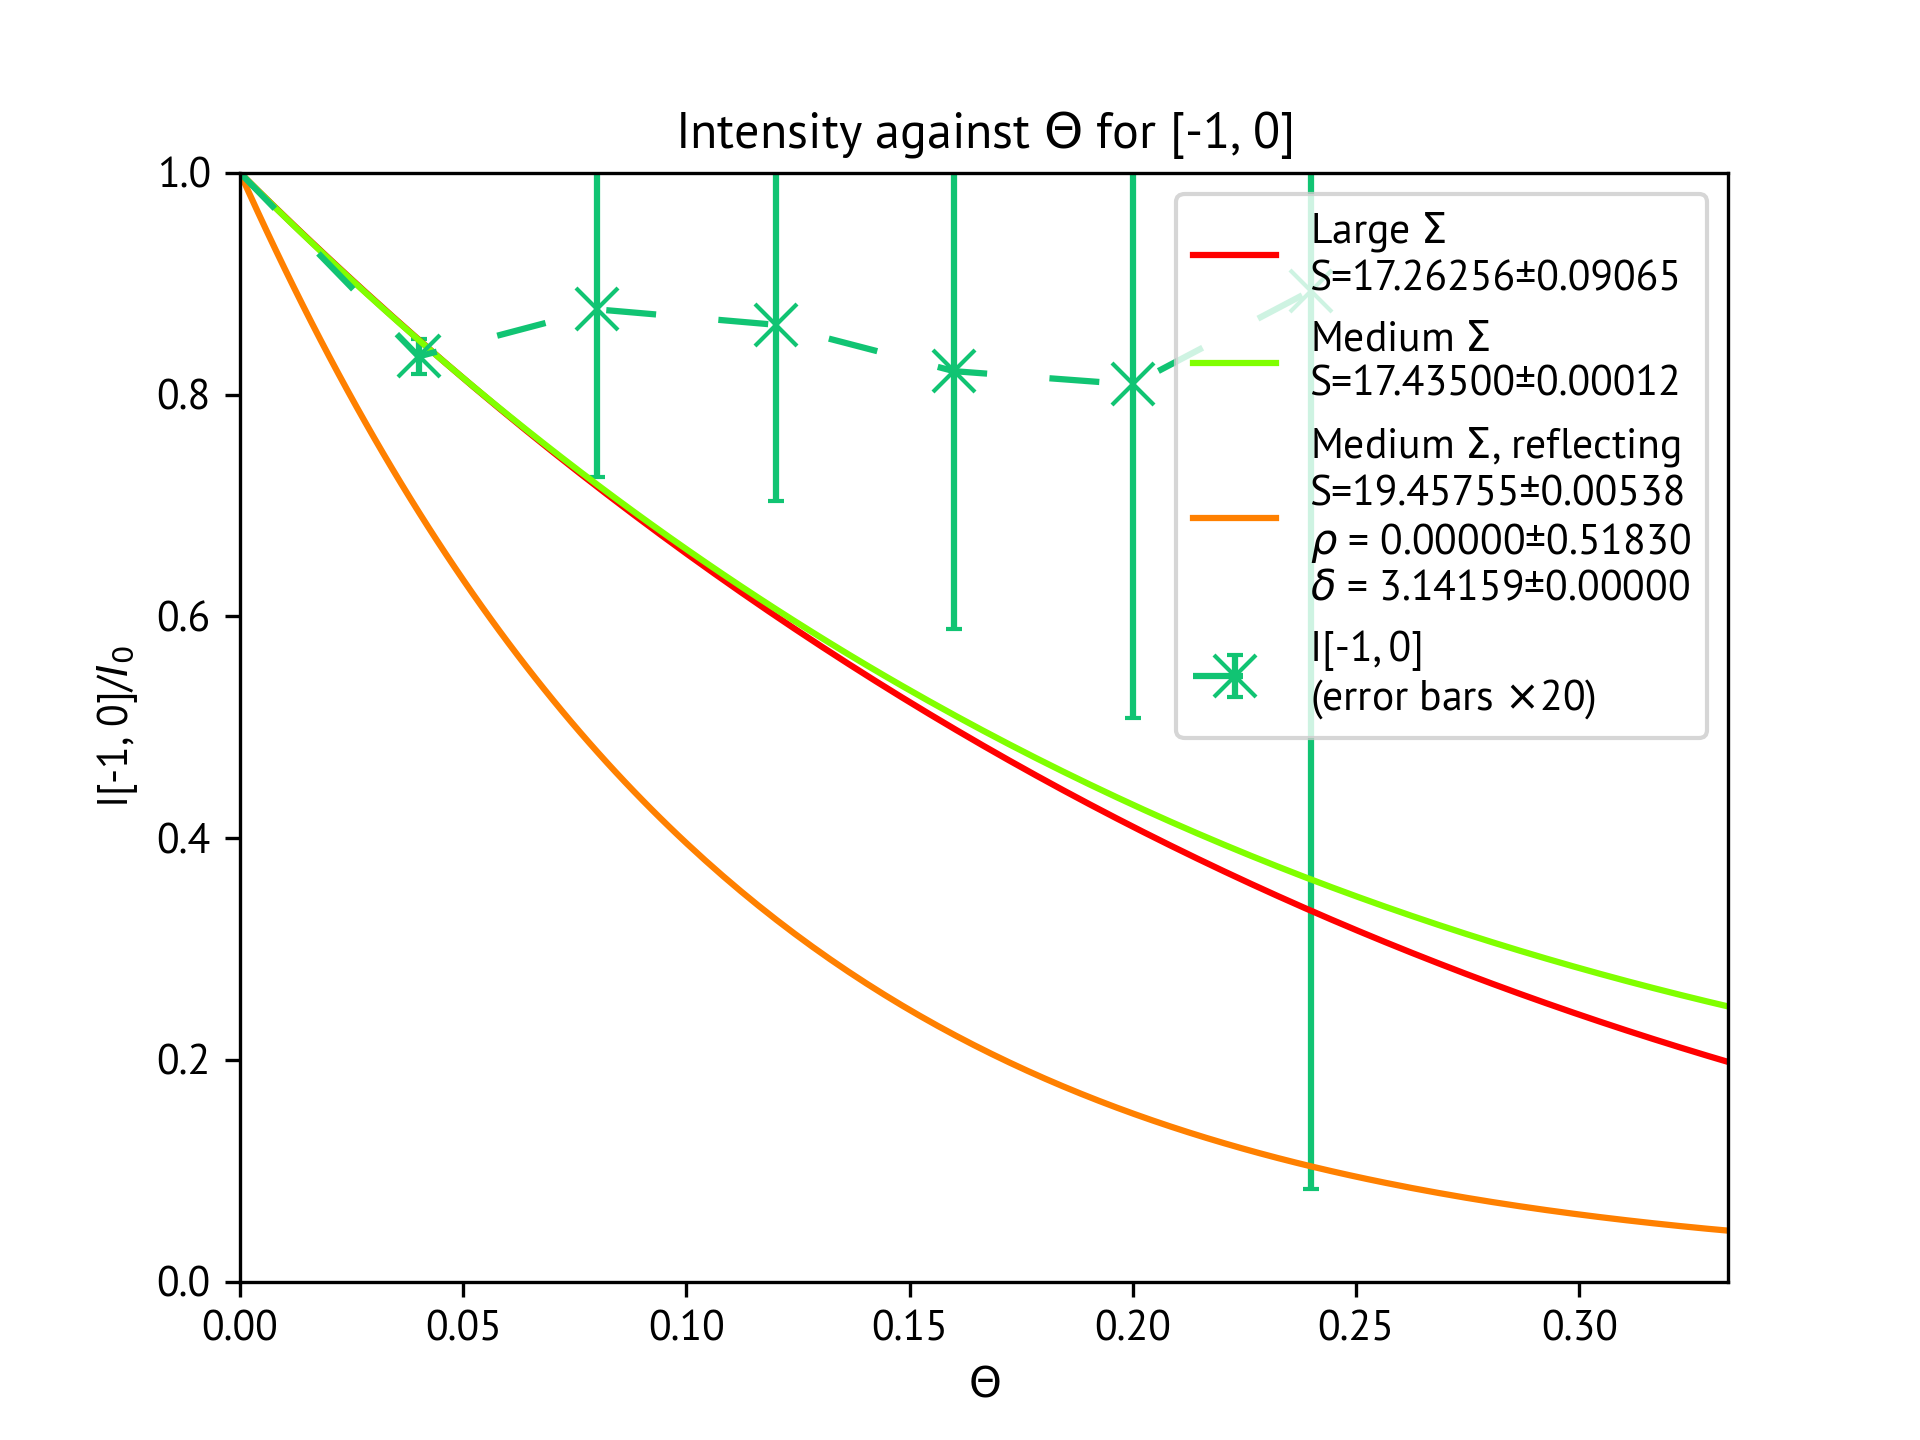 Intensity against Θ for [-1, 0]
I[-1, 0]/I₀
1.0
0.8
0.6
0.4
0.2
0.0
0.00
0.05
0.10
0.15
0.20
0.25
0.30
Θ
Large Σ
S=17.26256±0.09065
Medium Σ
S=17.43500±0.00012
Medium Σ, reflecting
S=19.45755±0.00538
ρ = 0.00000±0.51830
δ = 3.14159±0.00000
I[-1, 0]
(error bars ×20)